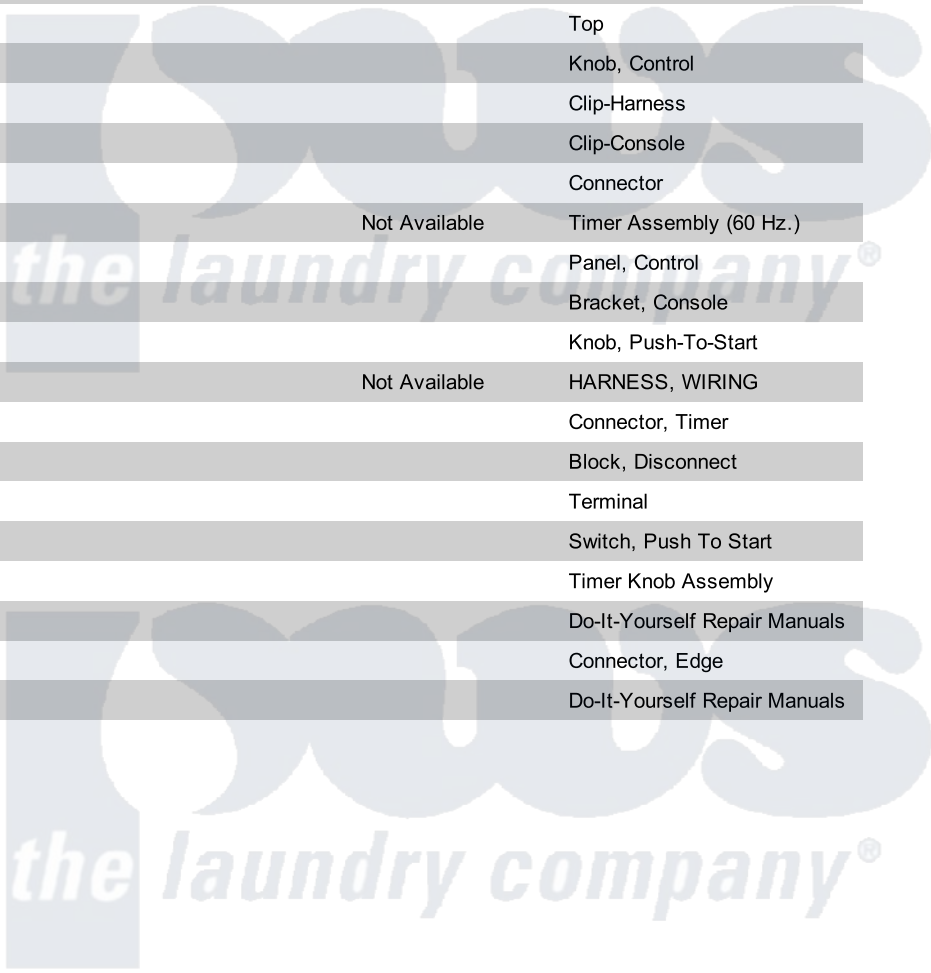 Top
Knob, Control
Clip-Harness
Clip-Console
Connector
Not Available Timer Assembly (60 Hz.)
the laundry company®
Panel, Control
Bracket, Console
Knob, Push-To-Start
Not Available HARNESS, WIRING
Connector, Timer
Block, Disconnect
Terminal
Switch, Push To Start
Timer Knob Assembly
Do-It-Yourself Repair Manuals
Connector, Edge
Do-It-Yourself Repair Manuals
pws
the laundry company®